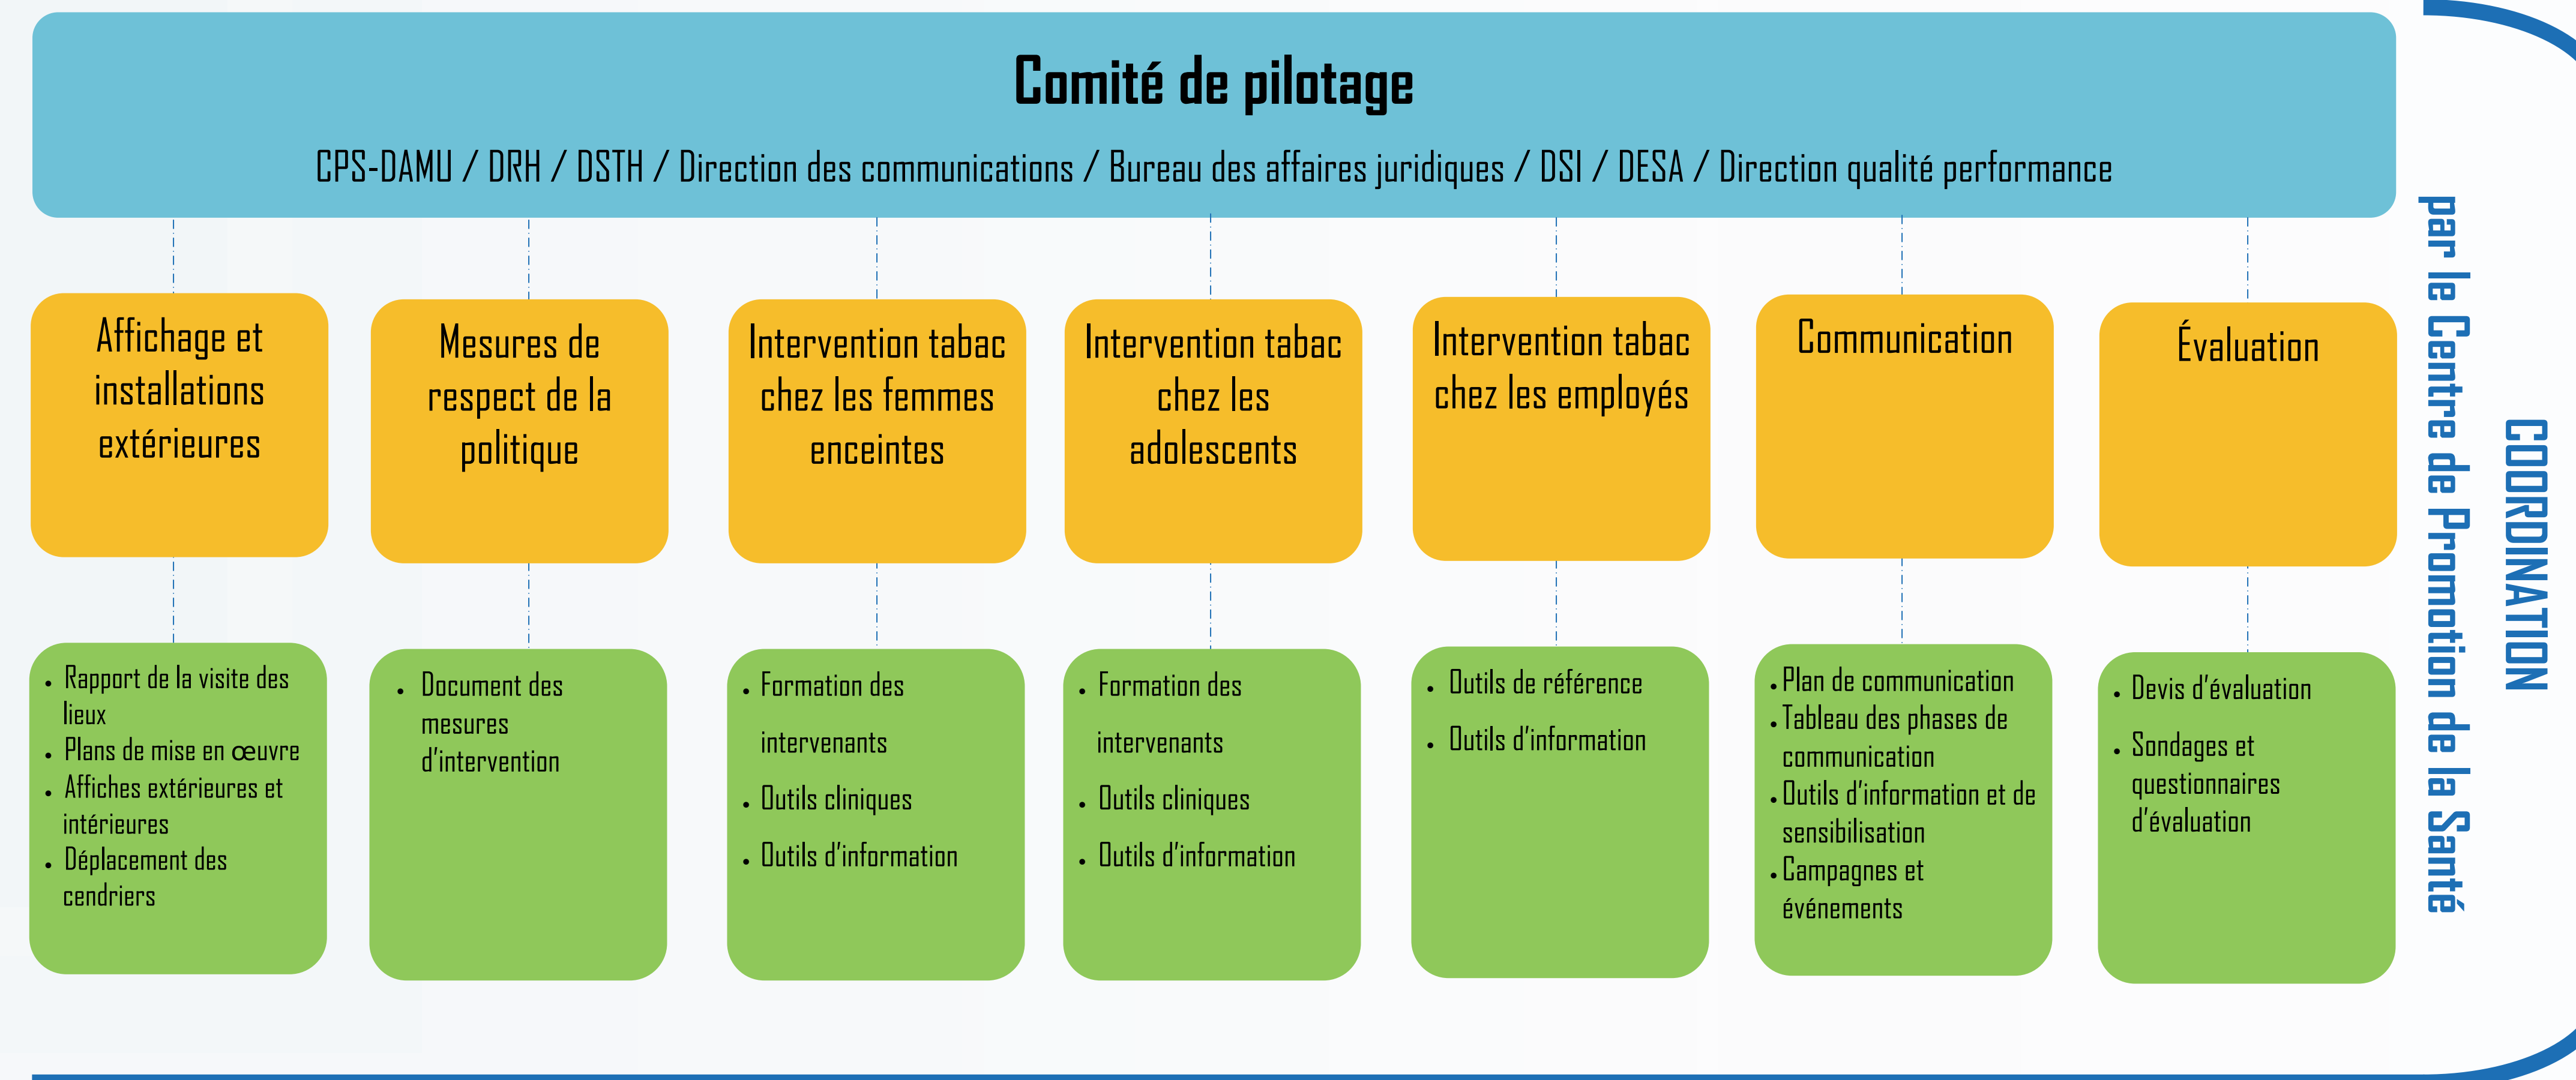 Comité de pilotage
CPS-DAMU / DRH / DSTH / Direction des communications / Bureau des affaires juridiques / DSI / DESA / Direction qualité performance
Affichage et
installations
extérieures
Mesures de
respect de la
politique
Intervention tabac
chez les femmes
enceintes
Intervention tabac
chez les
adolescents
Intervention tabac
chez les employés
Communication
Évaluation
• Rapport de la visite des
lieux
• Plans de mise en œuvre
• Affiches extérieures et
intérieures
• Déplacement des
cendriers
• Document des
mesures
d'intervention
• Formation des
intervenants
• Outils cliniques
• Outils d'information
• Formation des
intervenants
• Outils cliniques
• Outils d'information
• Outils de référence
• Outils d'information
• Plan de communication
• Tableau des phases de
communication
• Outils d'information et de
sensibilisation
• Campagnes et
événements
• Devis d'évaluation
• Sondages et
questionnaires
d'évaluation
COORDINATION
par le Centre de Promotion de la Santé